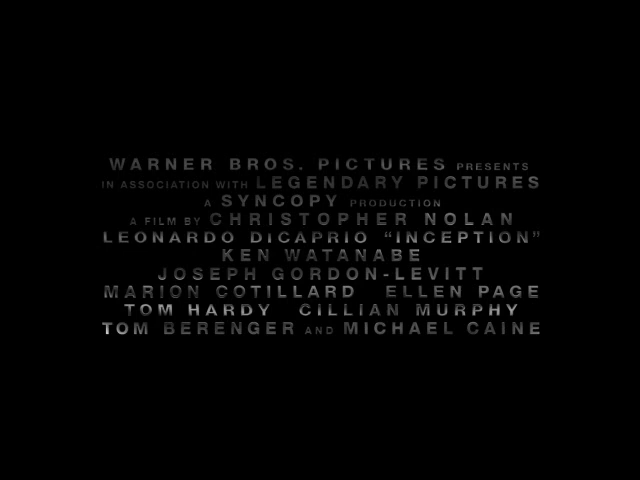 WARNER BROS. PICTURES PRESENTS
IN ASSOCIATION WITH LEGENDARY PICTURES
A SYNCOPY PRODUCTION
A FILM BY CHRISTOPHER NOLAN
LEONARDO DICAPRIO “INCEPTION”
KEN WATANABE
JOSEPH GORDON-LEVITT
MARION COTILLARD ELLEN PAGE
TOM HARDY CILLIAN MURPHY
TOM BERENGER AND MICHAEL CAINE